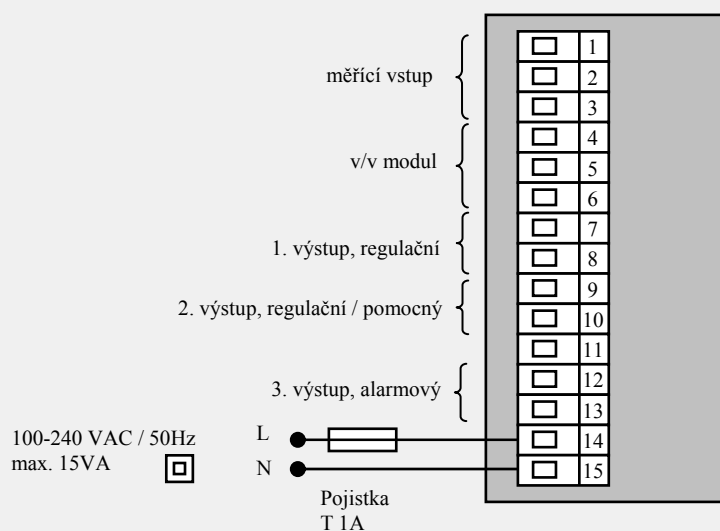 měřící vstup
v/v modul
1. výstup, regulační
2. výstup, regulační / pomocný
3. výstup, alarmový
1
2
3
4
5
6
7
8
9
10
11
12
13
14
15
100-240 VAC / 50Hz
max. 15VA
L
N
Pojistka
T 1A